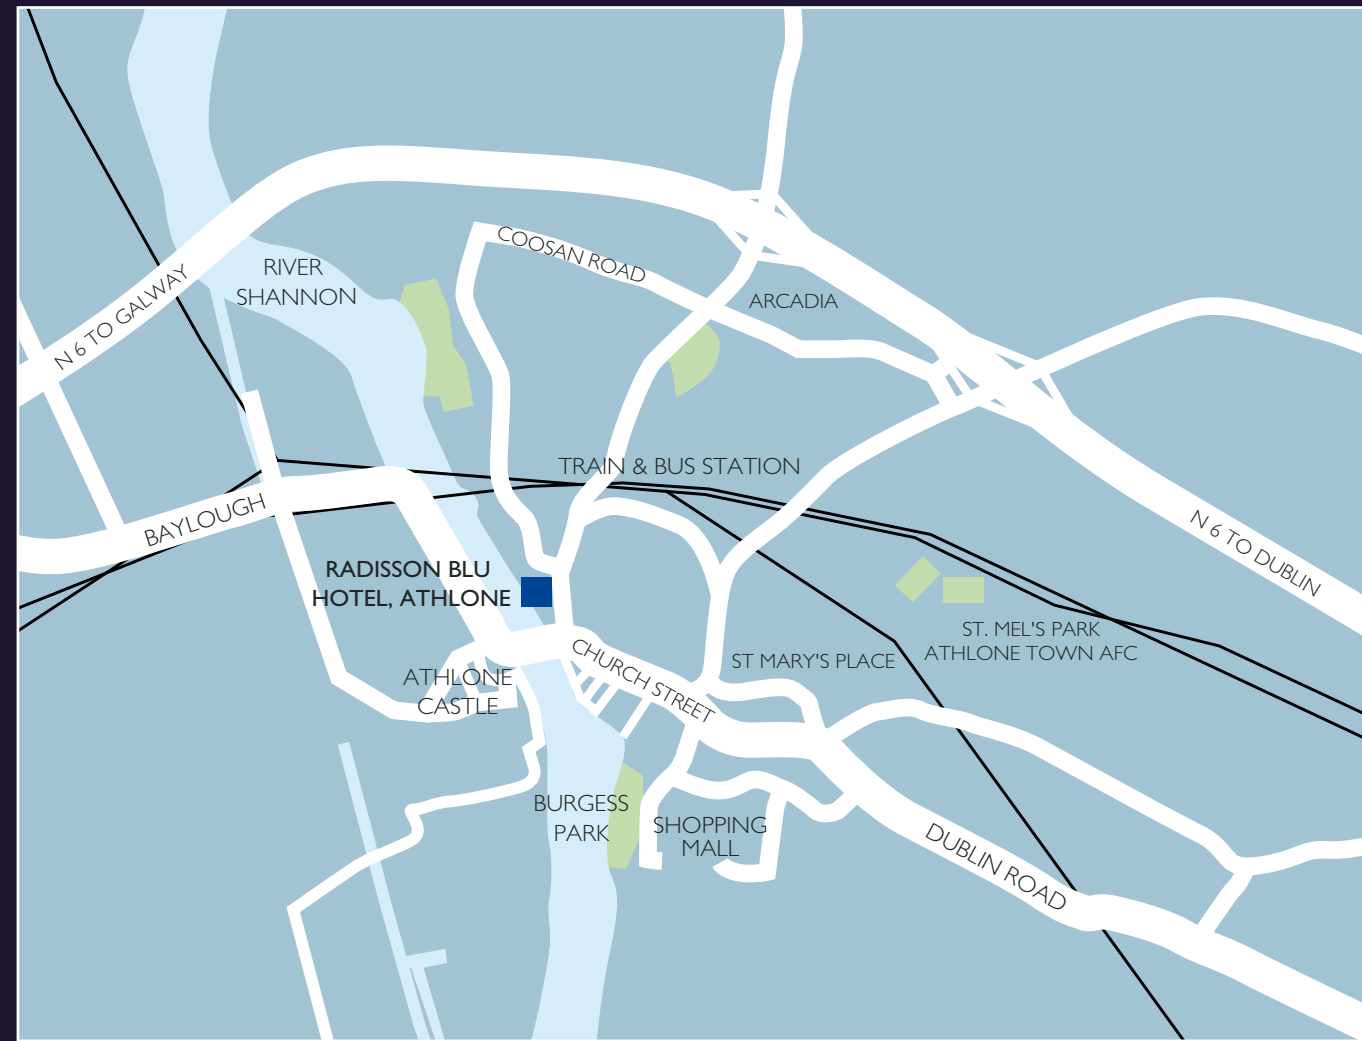 COOSAN ROAD
RIVER
SHANNON
ARCADIA
N 6 TO GALWAY
TRAIN & BUS STATION
BAYLOUGH
N 6 TO DUBLIN
RADISSON BLU
HOTEL, ATHLONE
ST. MEL'S PARK
ATHLONE TOWN AFC
ST MARY'S PLACE
CHURCH STREET
ATHLONE
CASTLE
BURGESS
PARK
SHOPPING
MALL
DUBLIN ROAD